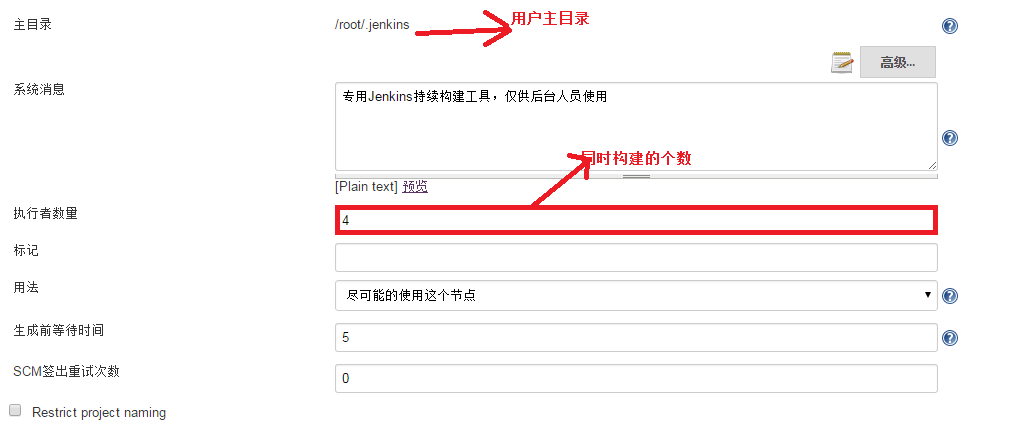 主目录
/root/.jenkins
用户主目录
高级...
系统消息
专用Jenkins持续构建工具，仅供后台人员使用
同时构建的个数
[Plain text] 预览
执行者数量
4
标记
用法
尽可能的使用这个节点
生成前等待时间
5
SCM签出重试次数
0
Restrict project naming